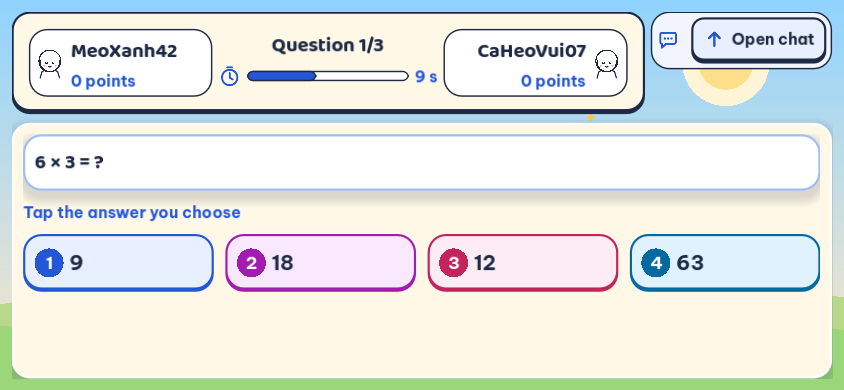 MeoXanh42
0 points
Question 1/3
9 s
CaHeoVui07
0 points
Open chat
6 × 3 = ?
Tap the answer you choose
1 9
2 18
3 12
4 63